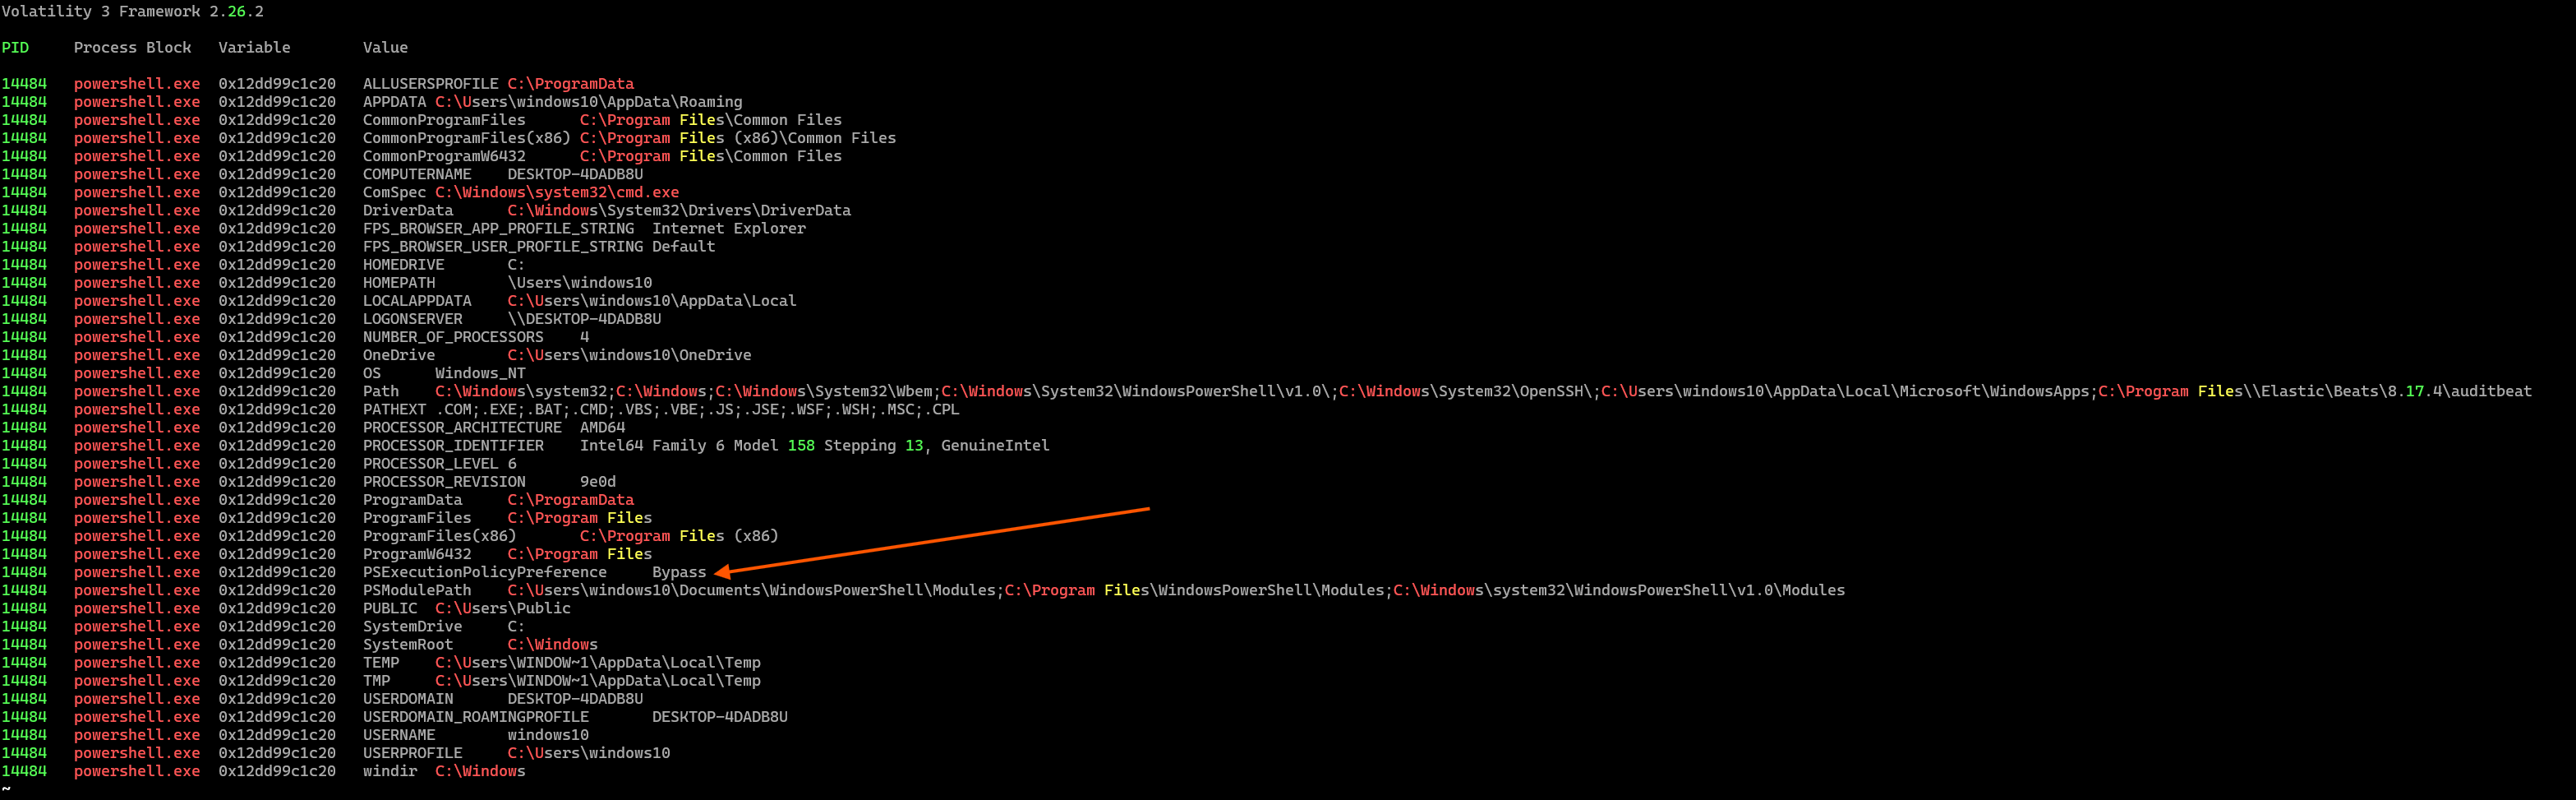 Volatility 3 Framework 2.26.2
PID Process Block Variable Value
14484 powershell.exe 0x12dd99c1c20 ALLUSERSPROFILE C:\ProgramData
14484 powershell.exe 0x12dd99c1c20 APPDATA C:\Users\windows10\AppData\Roaming
14484 powershell.exe 0x12dd99c1c20 CommonProgramFiles C:\Program Files\Common Files
14484 powershell.exe 0x12dd99c1c20 CommonProgramFiles(x86) C:\Program Files (x86)\Common Files
14484 powershell.exe 0x12dd99c1c20 CommonProgramW6432 C:\Program Files\Common Files
14484 powershell.exe 0x12dd99c1c20 COMPUTERNAME DESKTOP-4DADB8U
14484 powershell.exe 0x12dd99c1c20 ComSpec C:\Windows\system32\cmd.exe
14484 powershell.exe 0x12dd99c1c20 DriverData C:\Windows\System32\Drivers\DriverData
14484 powershell.exe 0x12dd99c1c20 FPS_BROWSER_APP_PROFILE_STRING Internet Explorer
14484 powershell.exe 0x12dd99c1c20 FPS_BROWSER_USER_PROFILE_STRING Default
14484 powershell.exe 0x12dd99c1c20 HOMEDRIVE C:
14484 powershell.exe 0x12dd99c1c20 HOMEPATH \Users\windows10
14484 powershell.exe 0x12dd99c1c20 LOCALAPPDATA C:\Users\windows10\AppData\Local
14484 powershell.exe 0x12dd99c1c20 LOGONSERVER \\DESKTOP-4DADB8U
14484 powershell.exe 0x12dd99c1c20 NUMBER_OF_PROCESSORS 4
14484 powershell.exe 0x12dd99c1c20 OneDrive C:\Users\windows10\OneDrive
14484 powershell.exe 0x12dd99c1c20 OS Windows_NT
14484 powershell.exe 0x12dd99c1c20 Path C:\Windows\system32;C:\Windows;C:\Windows\System32\Wbem;C:\Windows\System32\WindowsPowerShell\v1.0\;C:\Windows\System32\OpenSSH\;C:\Users\windows10\AppData\Local\Microsoft\WindowsApps;C:\Program Files\\Elastic\Beats\8.17.4\auditbeat
14484 powershell.exe 0x12dd99c1c20 PATHEXT .COM;.EXE;.BAT;.CMD;.VBS;.VBE;.JS;.JSE;.WSF;.WSH;.MSC;.CPL
14484 powershell.exe 0x12dd99c1c20 PROCESSOR_ARCHITECTURE AMD64
14484 powershell.exe 0x12dd99c1c20 PROCESSOR_IDENTIFIER Intel64 Family 6 Model 158 Stepping 13, GenuineIntel
14484 powershell.exe 0x12dd99c1c20 PROCESSOR_LEVEL 6
14484 powershell.exe 0x12dd99c1c20 PROCESSOR_REVISION 9e0d
14484 powershell.exe 0x12dd99c1c20 ProgramData C:\ProgramData
14484 powershell.exe 0x12dd99c1c20 ProgramFiles C:\Program Files
14484 powershell.exe 0x12dd99c1c20 ProgramFiles(x86) C:\Program Files (x86)
14484 powershell.exe 0x12dd99c1c20 ProgramW6432 C:\Program Files
14484 powershell.exe 0x12dd99c1c20 PSExecutionPolicyPreference Bypass
14484 powershell.exe 0x12dd99c1c20 PSModulePath C:\Users\windows10\Documents\WindowsPowerShell\Modules;C:\Program Files\WindowsPowerShell\Modules;C:\Windows\system32\WindowsPowerShell\v1.0\Modules
14484 powershell.exe 0x12dd99c1c20 PUBLIC C:\Users\Public
14484 powershell.exe 0x12dd99c1c20 SystemDrive C:
14484 powershell.exe 0x12dd99c1c20 SystemRoot C:\Windows
14484 powershell.exe 0x12dd99c1c20 TEMP C:\Users\WINDOW~1\AppData\Local\Temp
14484 powershell.exe 0x12dd99c1c20 TMP C:\Users\WINDOW~1\AppData\Local\Temp
14484 powershell.exe 0x12dd99c1c20 USERDOMAIN DESKTOP-4DADB8U
14484 powershell.exe 0x12dd99c1c20 USERDOMAIN_ROAMINGPROFILE DESKTOP-4DADB8U
14484 powershell.exe 0x12dd99c1c20 USERNAME windows10
14484 powershell.exe 0x12dd99c1c20 USERPROFILE C:\Users\windows10
14484 powershell.exe 0x12dd99c1c20 windir C:\Windows
~